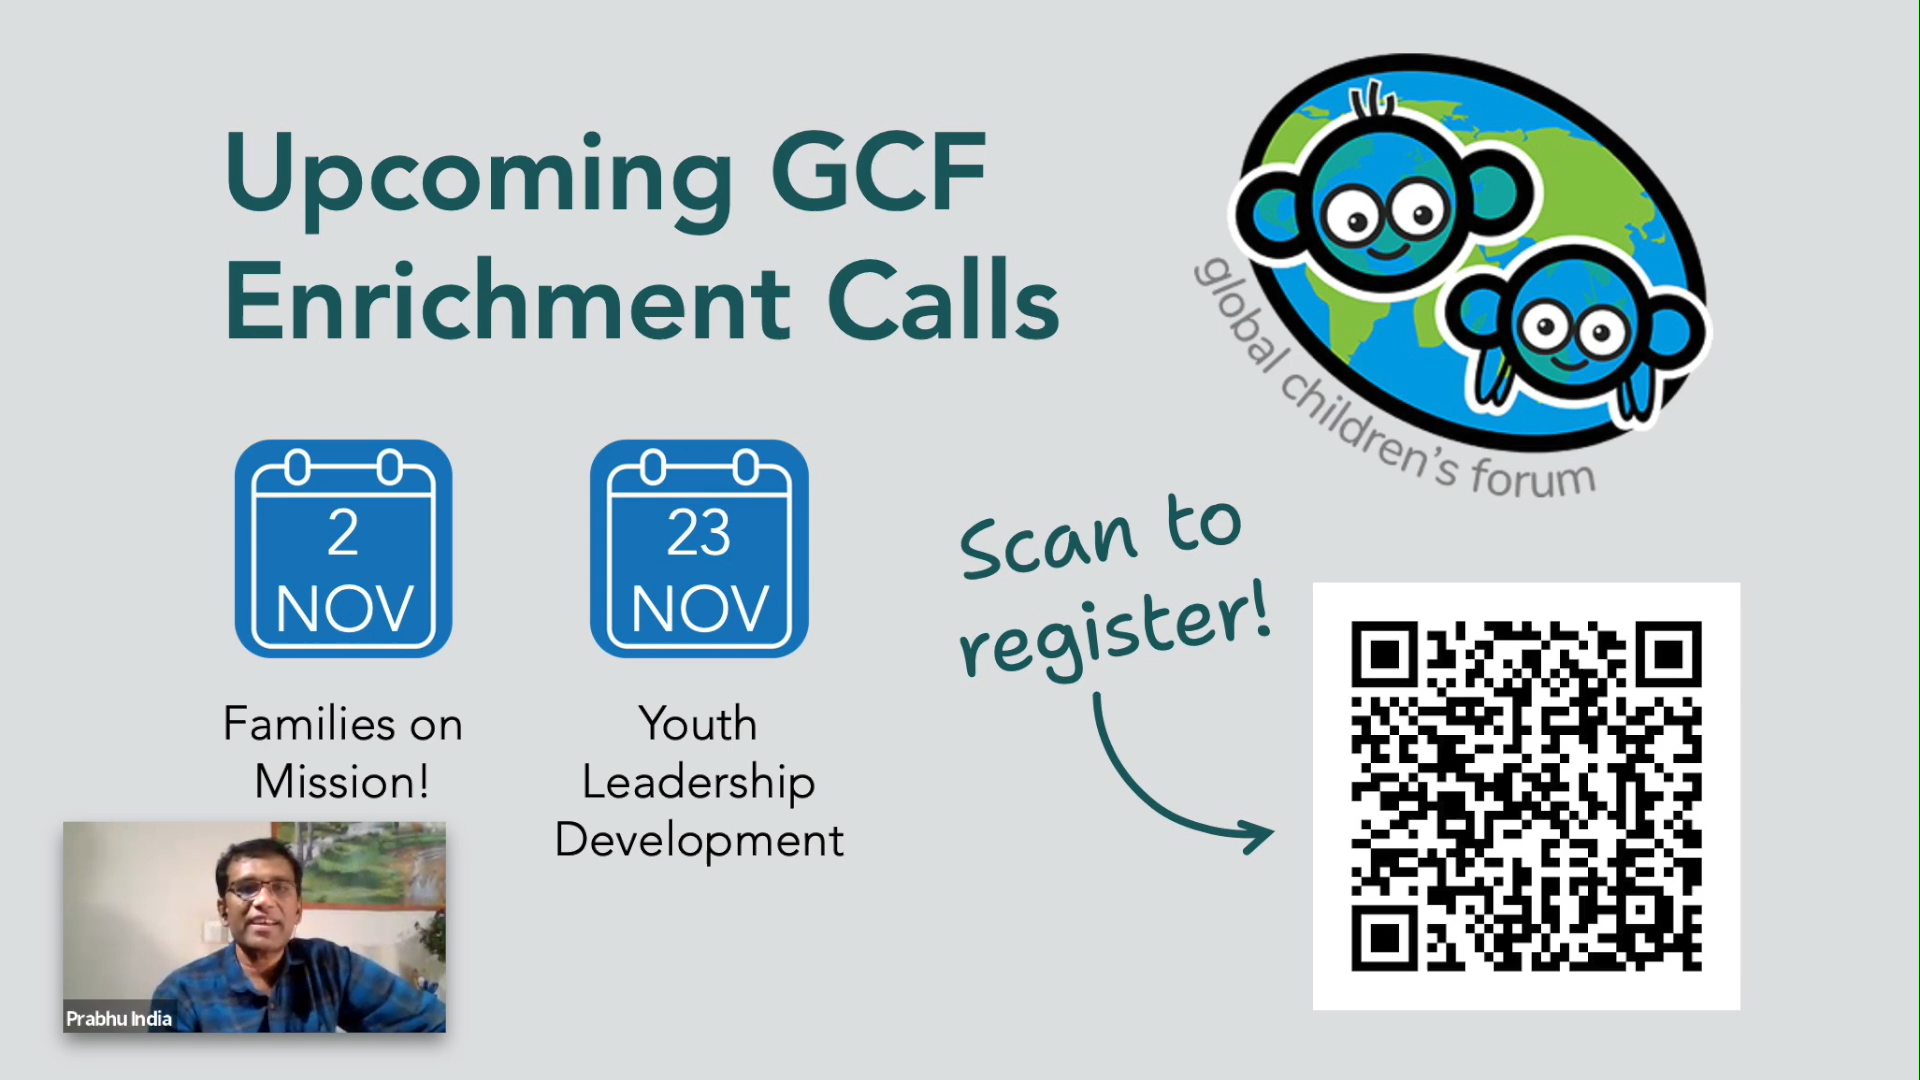 Upcoming GCF
Enrichment Calls
global children's forum
2
NOV
23
NOV
Scan to
register!
Families on
Mission!
Youth
Leadership
Development
Prabhu India